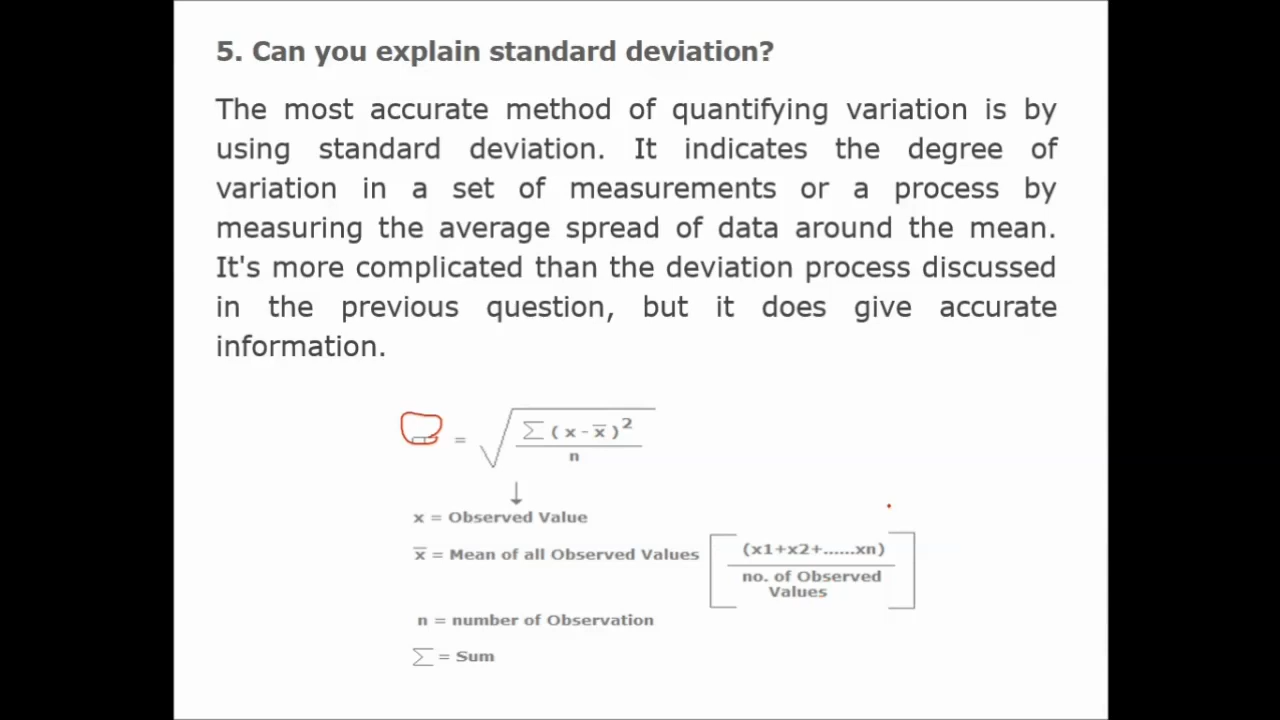 5. Can you explain standard deviation?
The most accurate method of quantifying variation is by
using standard deviation. It indicates the degree of
variation in a set of measurements or a process by
measuring the average spread of data around the mean.
It's more complicated than the deviation process discussed
in the previous question, but it does give accurate
information.
= √ ∑ ( x - x̅ )²
n
↓
x = Observed Value
x̅ = Mean of all Observed Values
(x1+x2+......xn)
no. of Observed
Values
n = number of Observation
∑ = Sum